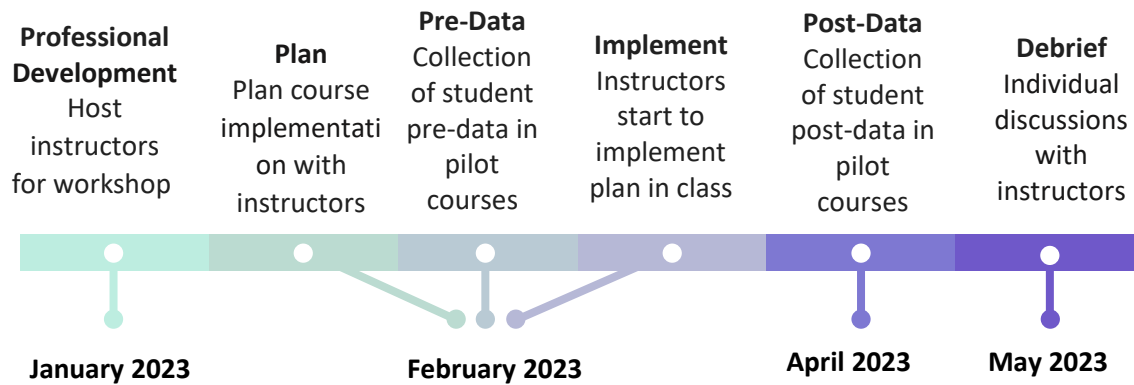 Professional
Development
Host
instructors
for workshop
Plan
Plan course
implementati
on with
instructors
Pre-Data
Collection
of student
pre-data in
pilot
courses
Implement
Instructors
start to
implement
plan in class
Post-Data
Collection
of student
post-data in
pilot
courses
Debrief
Individual
discussions
with
instructors
January 2023
February 2023
April 2023
May 2023